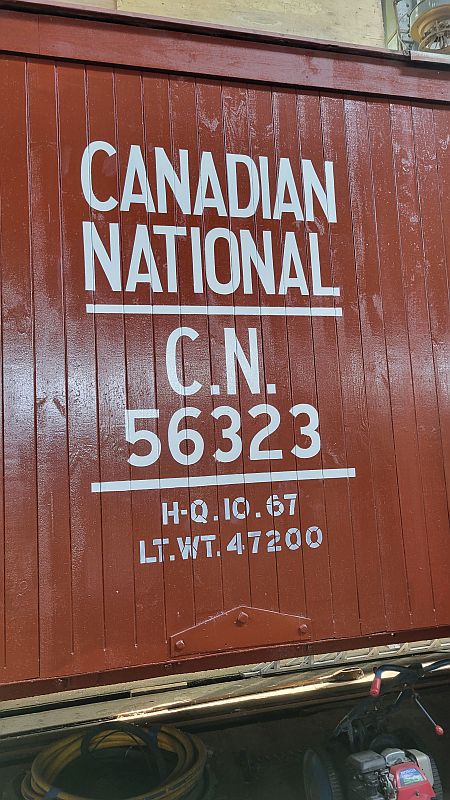 CANADIAN
NATIONAL
C.N.
56323
H-Q.10.67
LT.WT.47200